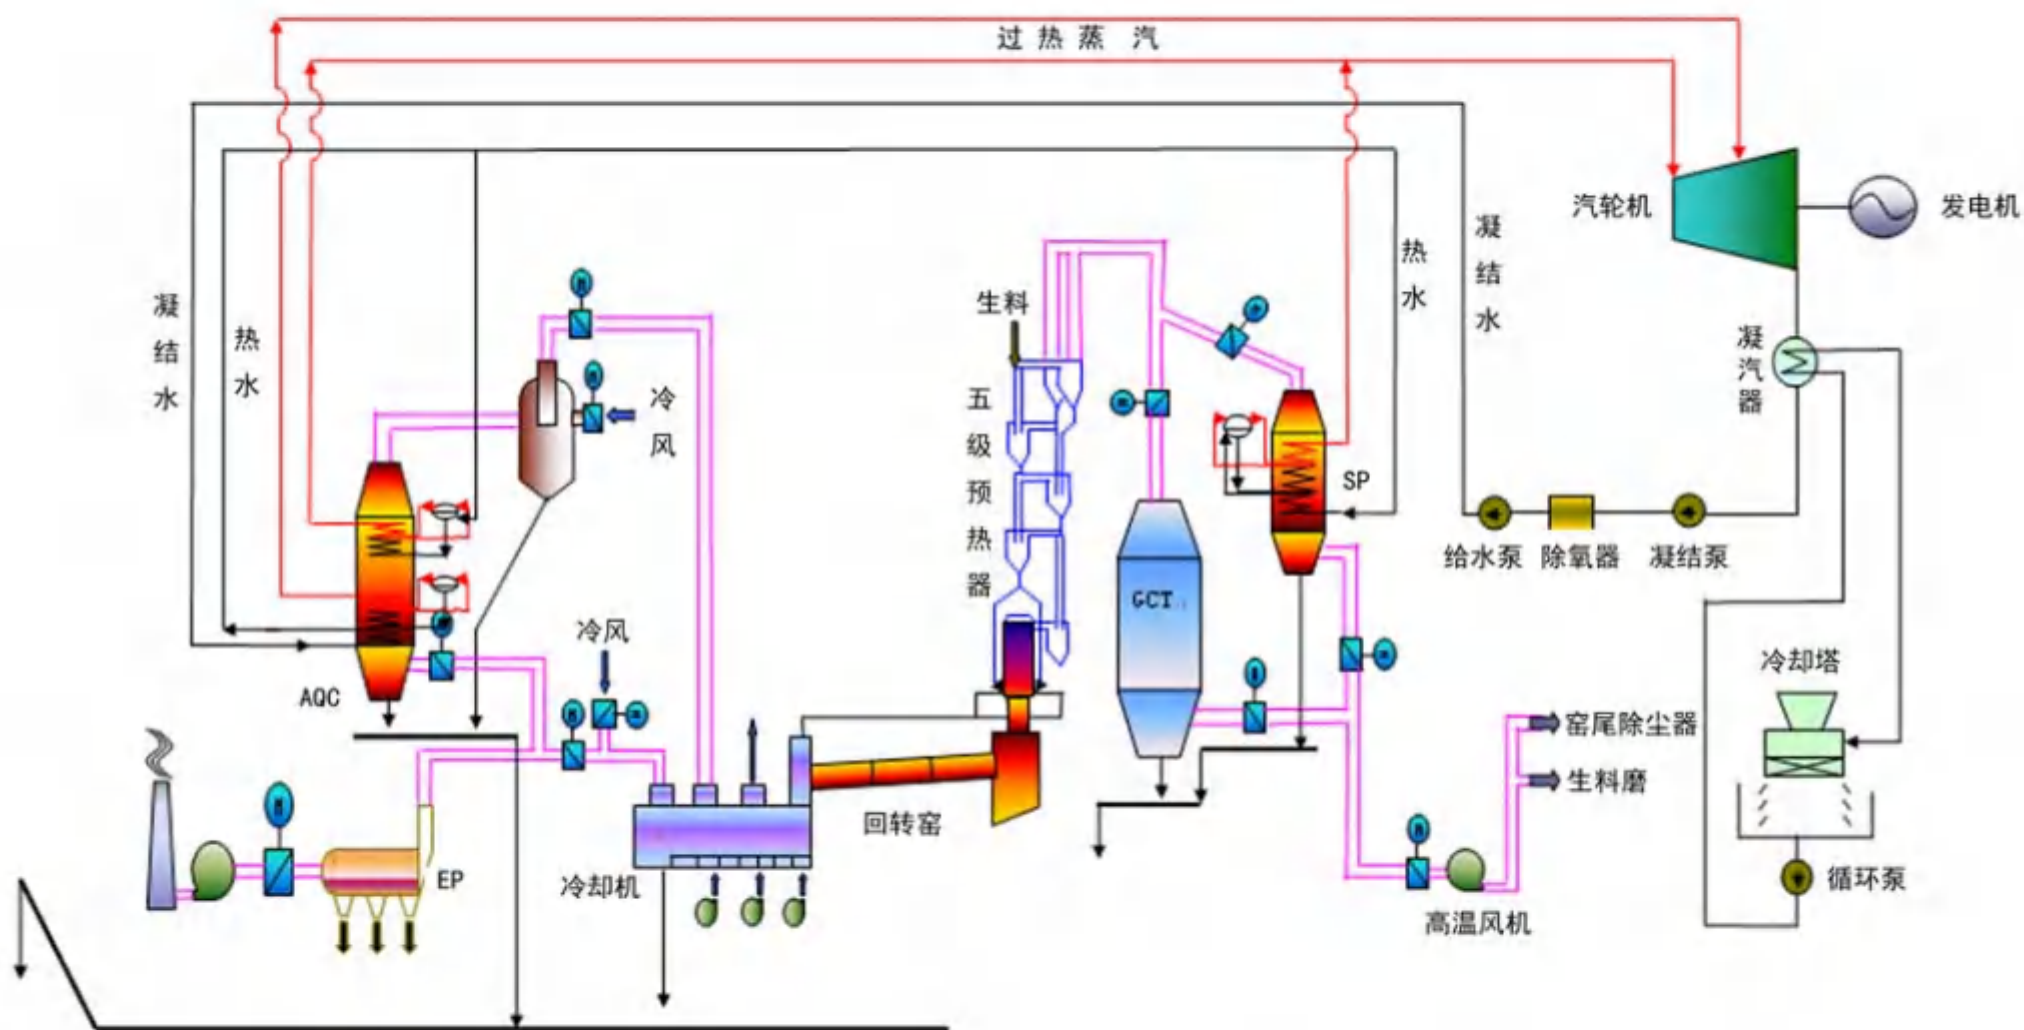 过热蒸汽
汽轮机
发电机
凝结水
热水
热水
凝结水
生料
凝汽器
冷风
五级预热器
SP
给水泵
除氧器
凝结泵
GCT
冷风
冷却塔
AQC
窑尾除尘器
生料磨
回转窑
EP
冷却机
循环泵
高温风机